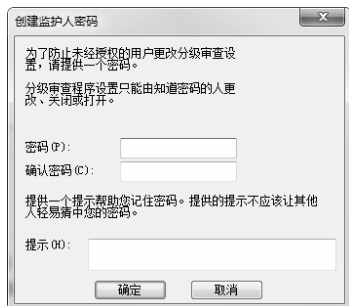 创建监护人密码
为了防止未经授权的用户更改分级审查设
置，请提供一个密码。
分级审查程序设置只能由知道密码的人更
改、关闭或打开。
密码(P):
确认密码(C):
提供一个提示帮助您记住密码。提供的提示不应该让其他
人轻易猜中您的密码。
提示(H):
确定 取消